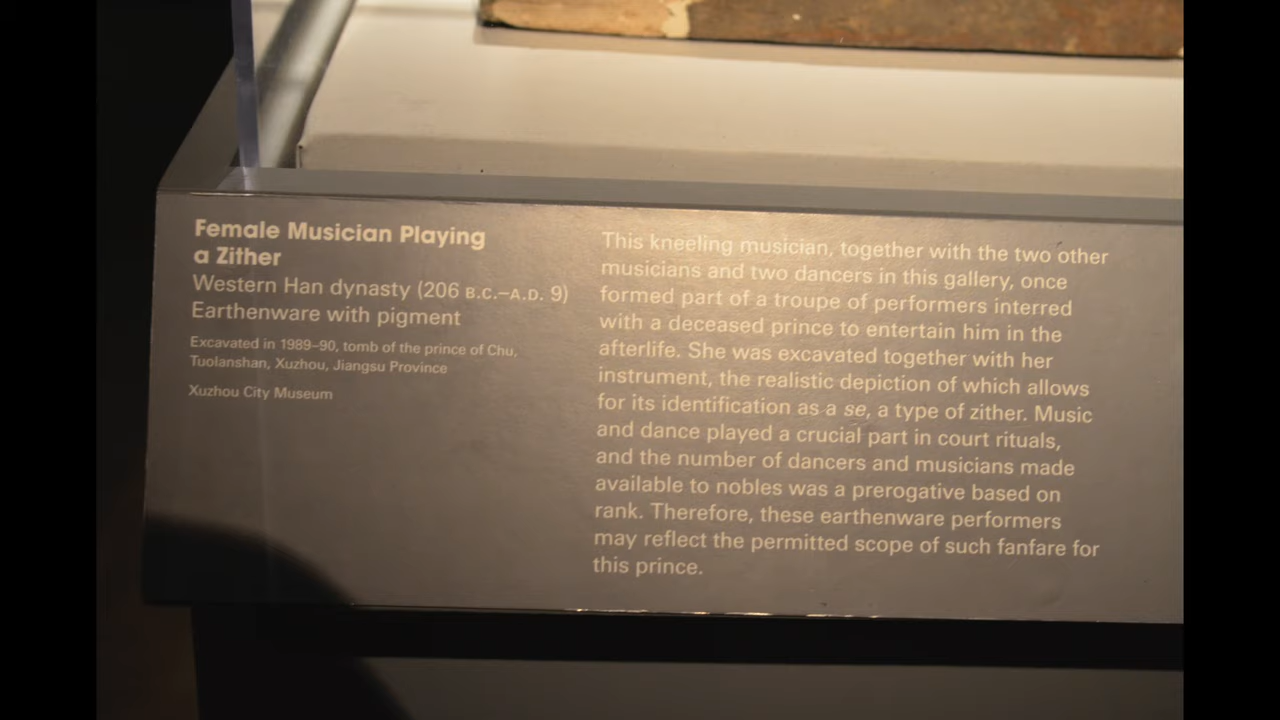 Female Musician Playing
a Zither
Western Han dynasty (206 B.C.–A.D. 9)
Earthenware with pigment
Excavated in 1989–90, tomb of the prince of Chu,
Tuolanshan, Xuzhou, Jiangsu Province
Xuzhou City Museum
This kneeling musician, together with the two other
musicians and two dancers in this gallery, once
formed part of a troupe of performers interred
with a deceased prince to entertain him in the
afterlife. She was excavated together with her
instrument, the realistic depiction of which allows
for its identification as a se, a type of zither. Music
and dance played a crucial part in court rituals,
and the number of dancers and musicians made
available to nobles was a prerogative based on
rank. Therefore, these earthenware performers
may reflect the permitted scope of such fanfare for
this prince.